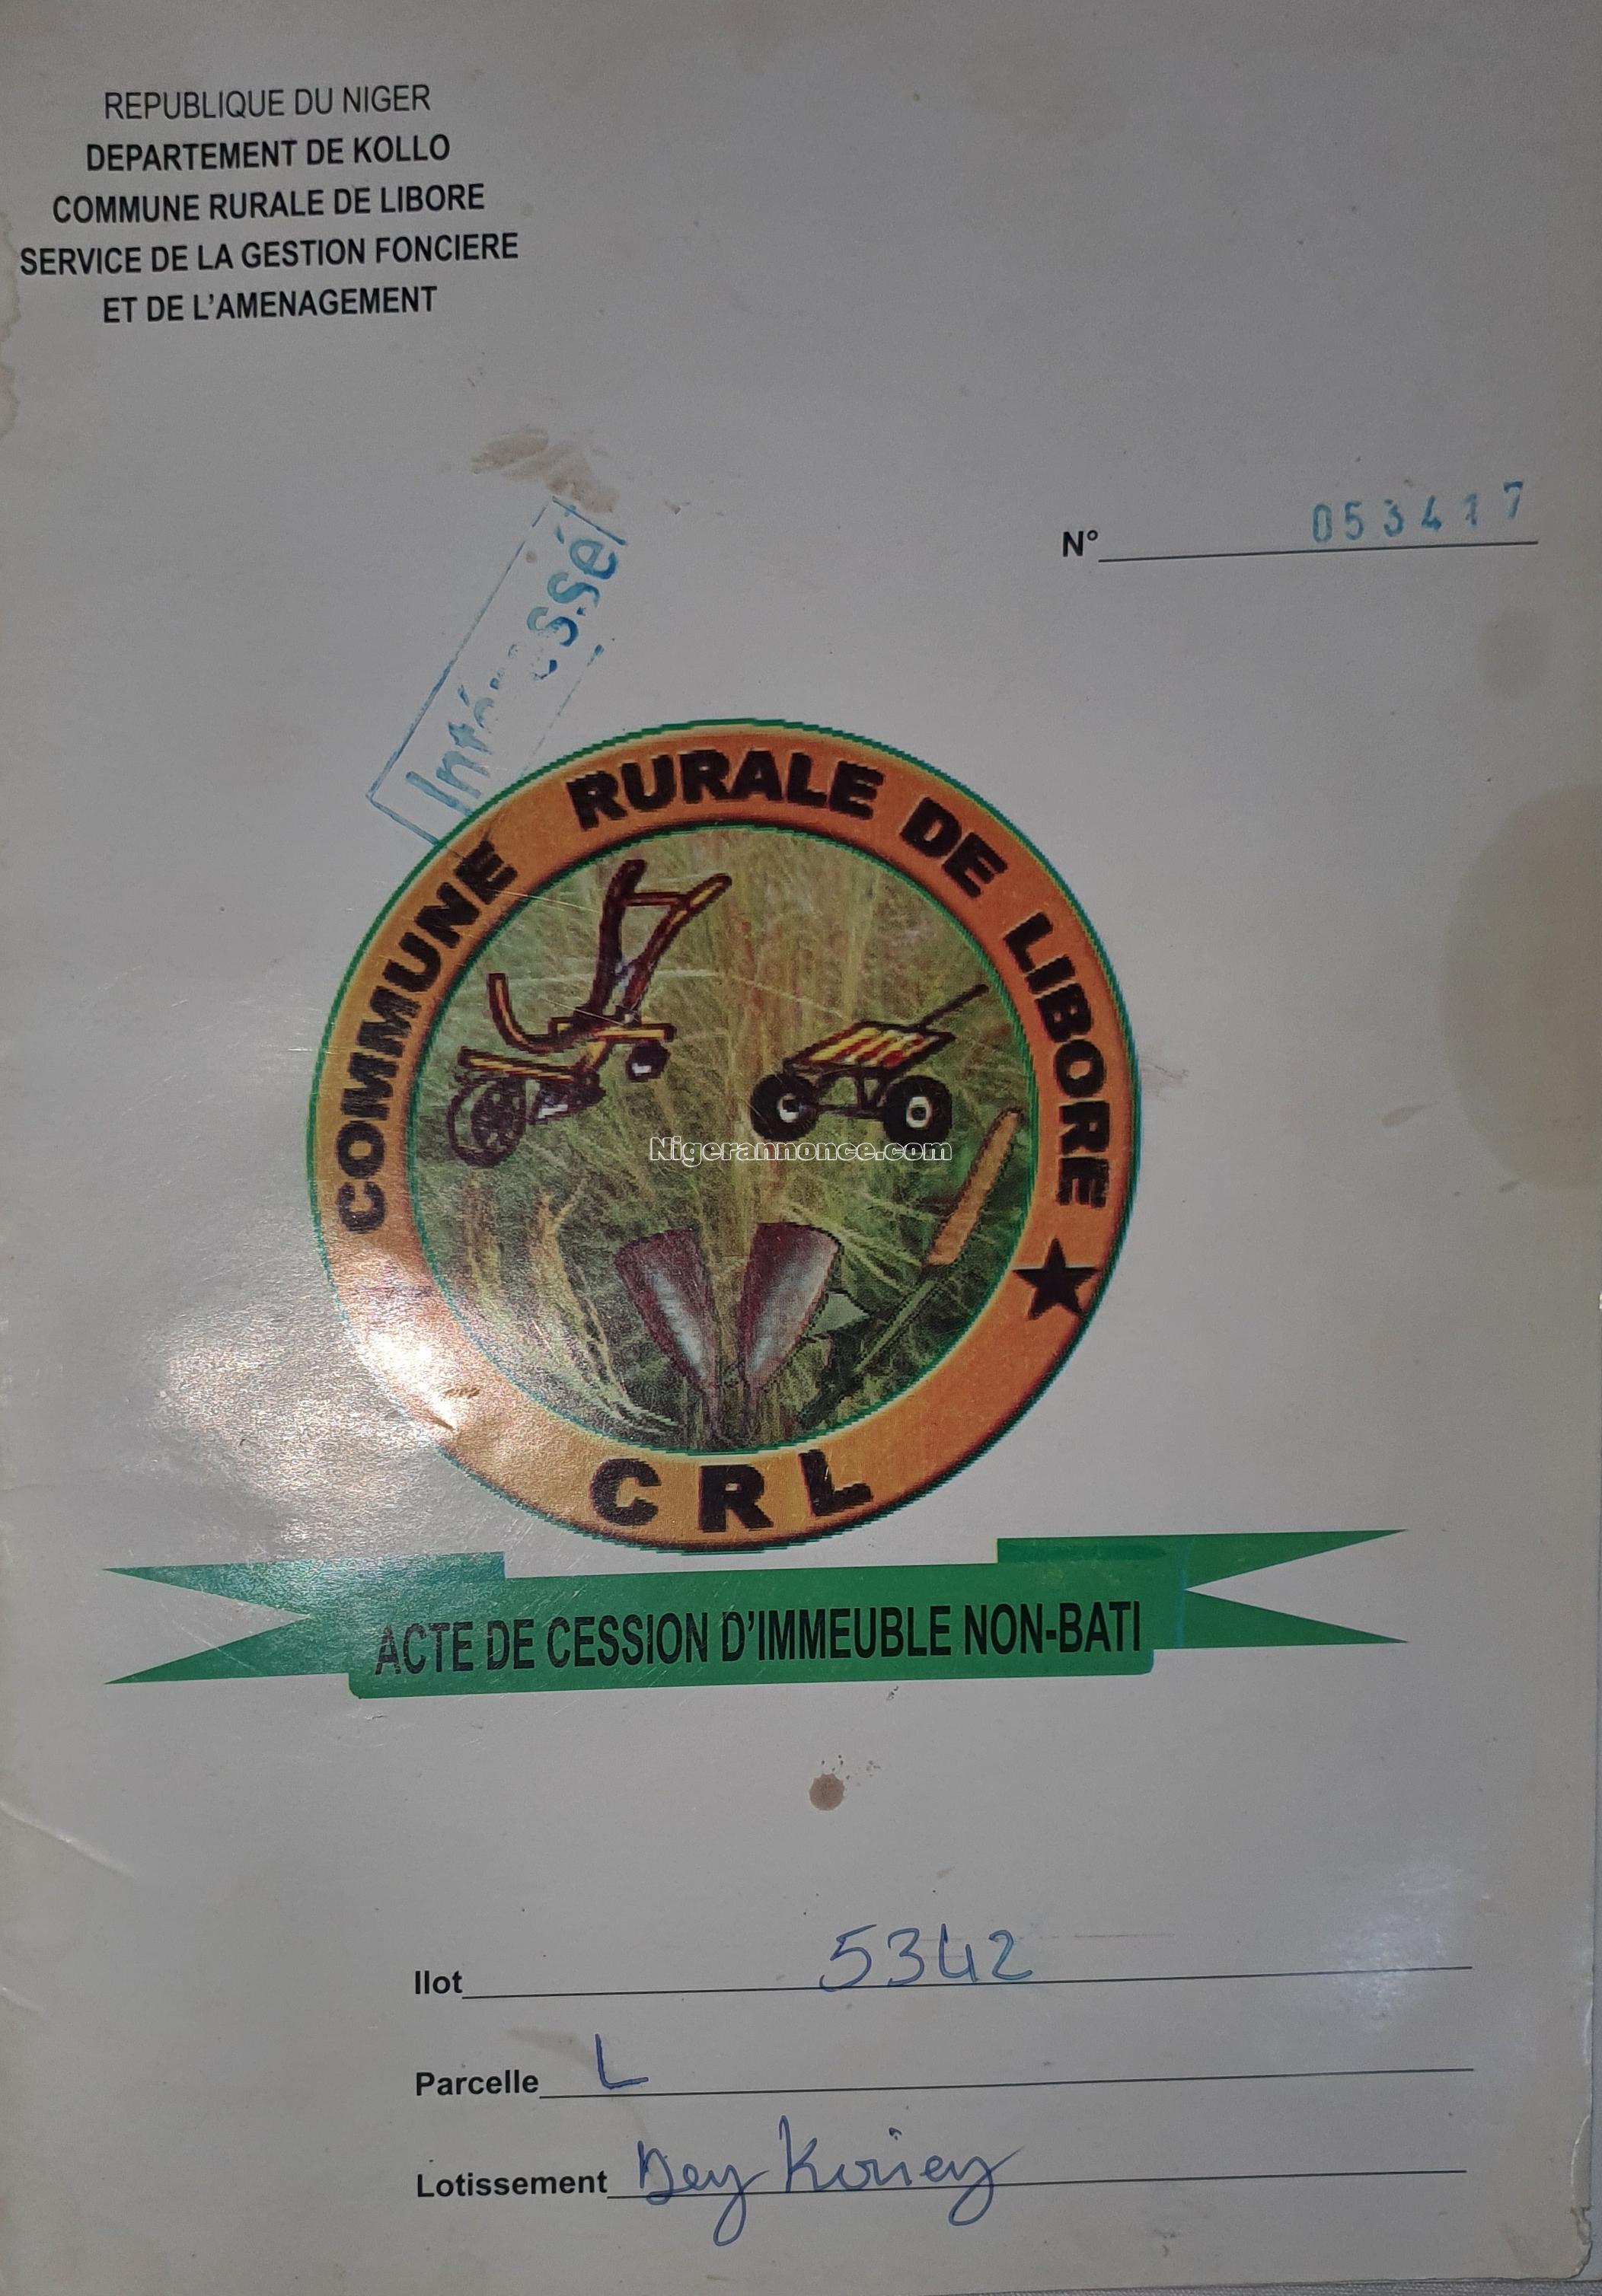 REPUBLIQUE DU NIGER
DEPARTEMENT DE KOLLO
COMMUNE RURALE DE LIBORE
SERVICE DE LA GESTION FONCIERE
ET DE L'AMENAGEMENT
N° 053417
Intéressé
COMMUNE RURALE DE LIBORE ★
Nigerannonce.com
CRL
ACTE DE CESSION D'IMMEUBLE NON-BATI
Ilot 5342
Parcelle L
Lotissement Dey Koriey